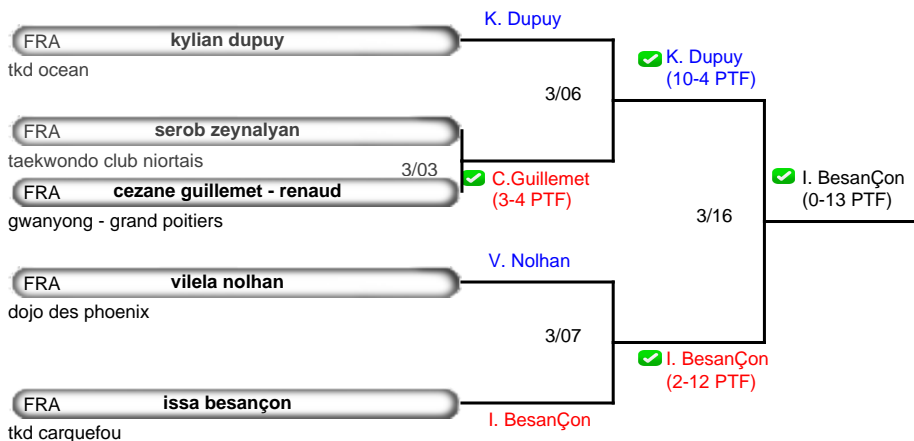 K. Dupuy
FRA kylian dupuy
tkd ocean
K. Dupuy
(10-4 PTF)
3/06
FRA serob zeynalyan
taekwondo club niortais
3/03
C.Guillemet
(3-4 PTF)
FRA cezane guillemet - renaud
gwanyong - grand poitiers
I. BesanÇon
(0-13 PTF)
3/16
V. Nolhan
FRA vilela nolhan
dojo des phoenix
3/07
I. BesanÇon
(2-12 PTF)
FRA issa besançon
I. BesanÇon
tkd carquefou